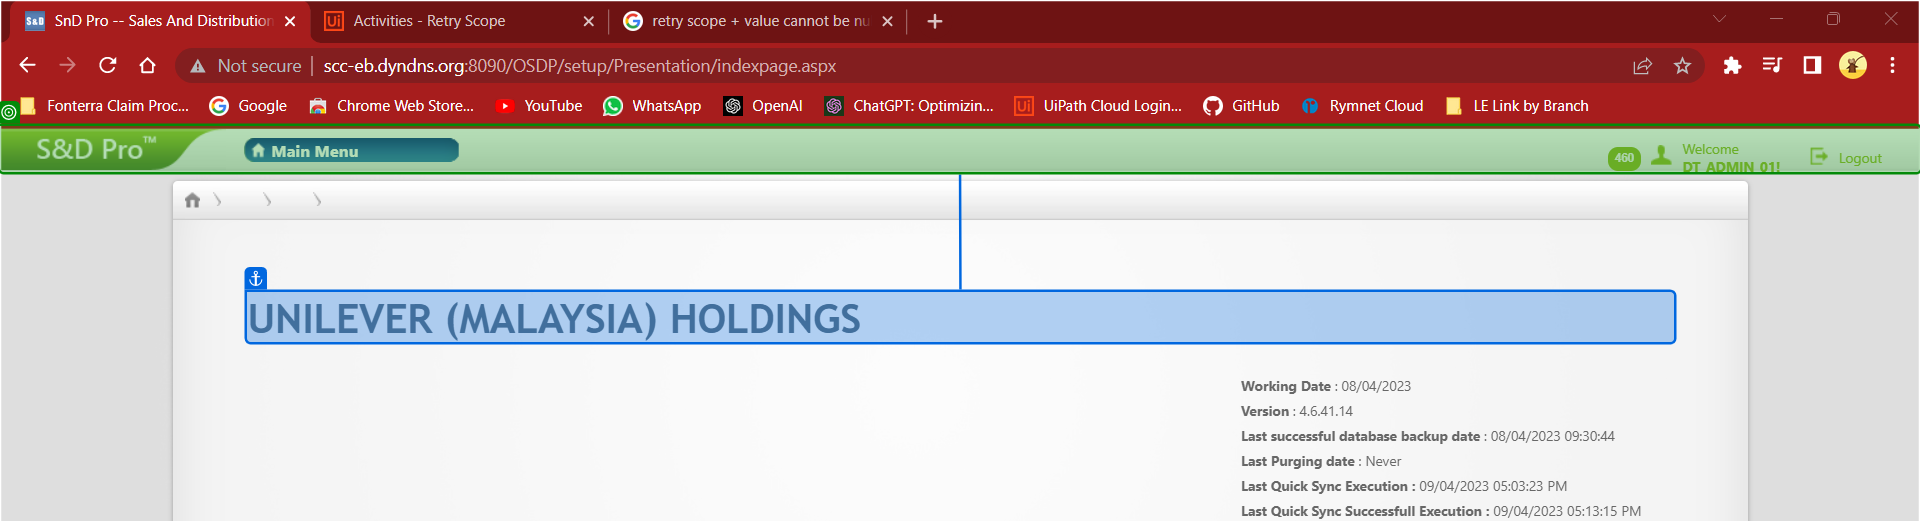 SnD Pro -- Sales And Distribution
Activities - Retry Scope
retry scope + value cannot be nu
Not secure scc-eb.dyndns.org:8090/OSDP/setup/Presentation/indexpage.aspx
Fonterra Claim Proc... Google Chrome Web Store... YouTube WhatsApp OpenAI ChatGPT: Optimizin... UiPath Cloud Login... GitHub Rymnet Cloud LE Link by Branch
S&D Pro™
Main Menu
460
Welcome
DT ADMIN 01!
Logout
UNILEVER (MALAYSIA) HOLDINGS
Working Date : 08/04/2023
Version : 4.6.41.14
Last successful database backup date : 08/04/2023 09:30:44
Last Purging date : Never
Last Quick Sync Execution : 09/04/2023 05:03:23 PM
Last Quick Sync Successfull Execution : 09/04/2023 05:13:15 PM